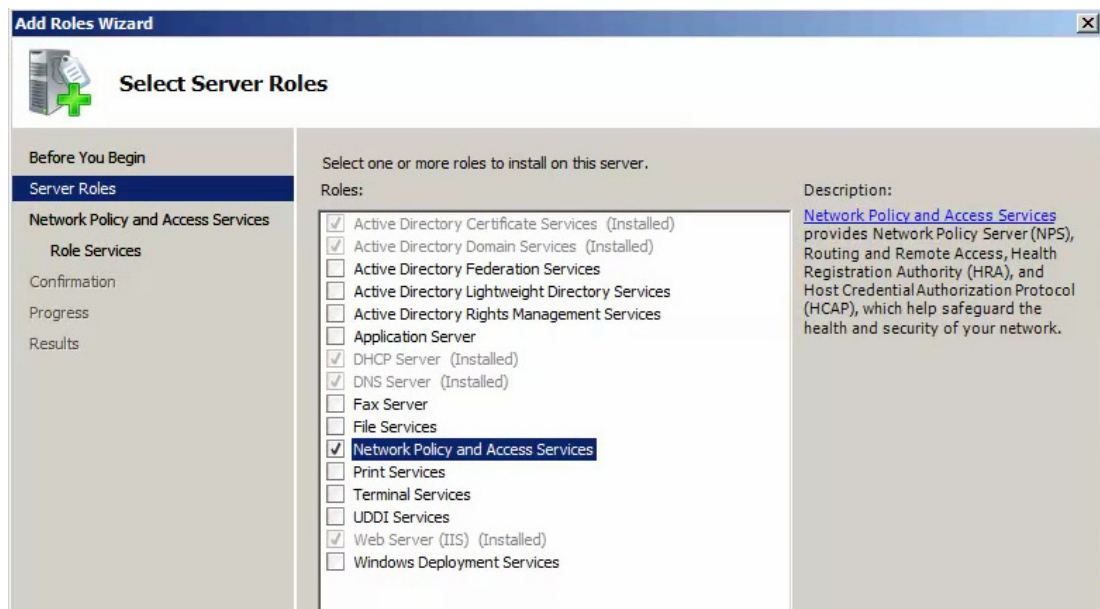 Add Roles Wizard
Select Server Roles
Before You Begin
Server Roles
Network Policy and Access Services
Role Services
Confirmation
Progress
Results
Select one or more roles to install on this server.
Roles:
Active Directory Certificate Services (Installed)
Active Directory Domain Services (Installed)
Active Directory Federation Services
Active Directory Lightweight Directory Services
Active Directory Rights Management Services
Application Server
DHCP Server (Installed)
DNS Server (Installed)
Fax Server
File Services
Network Policy and Access Services
Print Services
Terminal Services
UDDI Services
Web Server (IIS) (Installed)
Windows Deployment Services
Description:
Network Policy and Access Services
provides Network Policy Server (NPS),
Routing and Remote Access, Health
Registration Authority (HRA), and
Host Credential Authorization Protocol
(HCAP), which help safeguard the
health and security of your network.